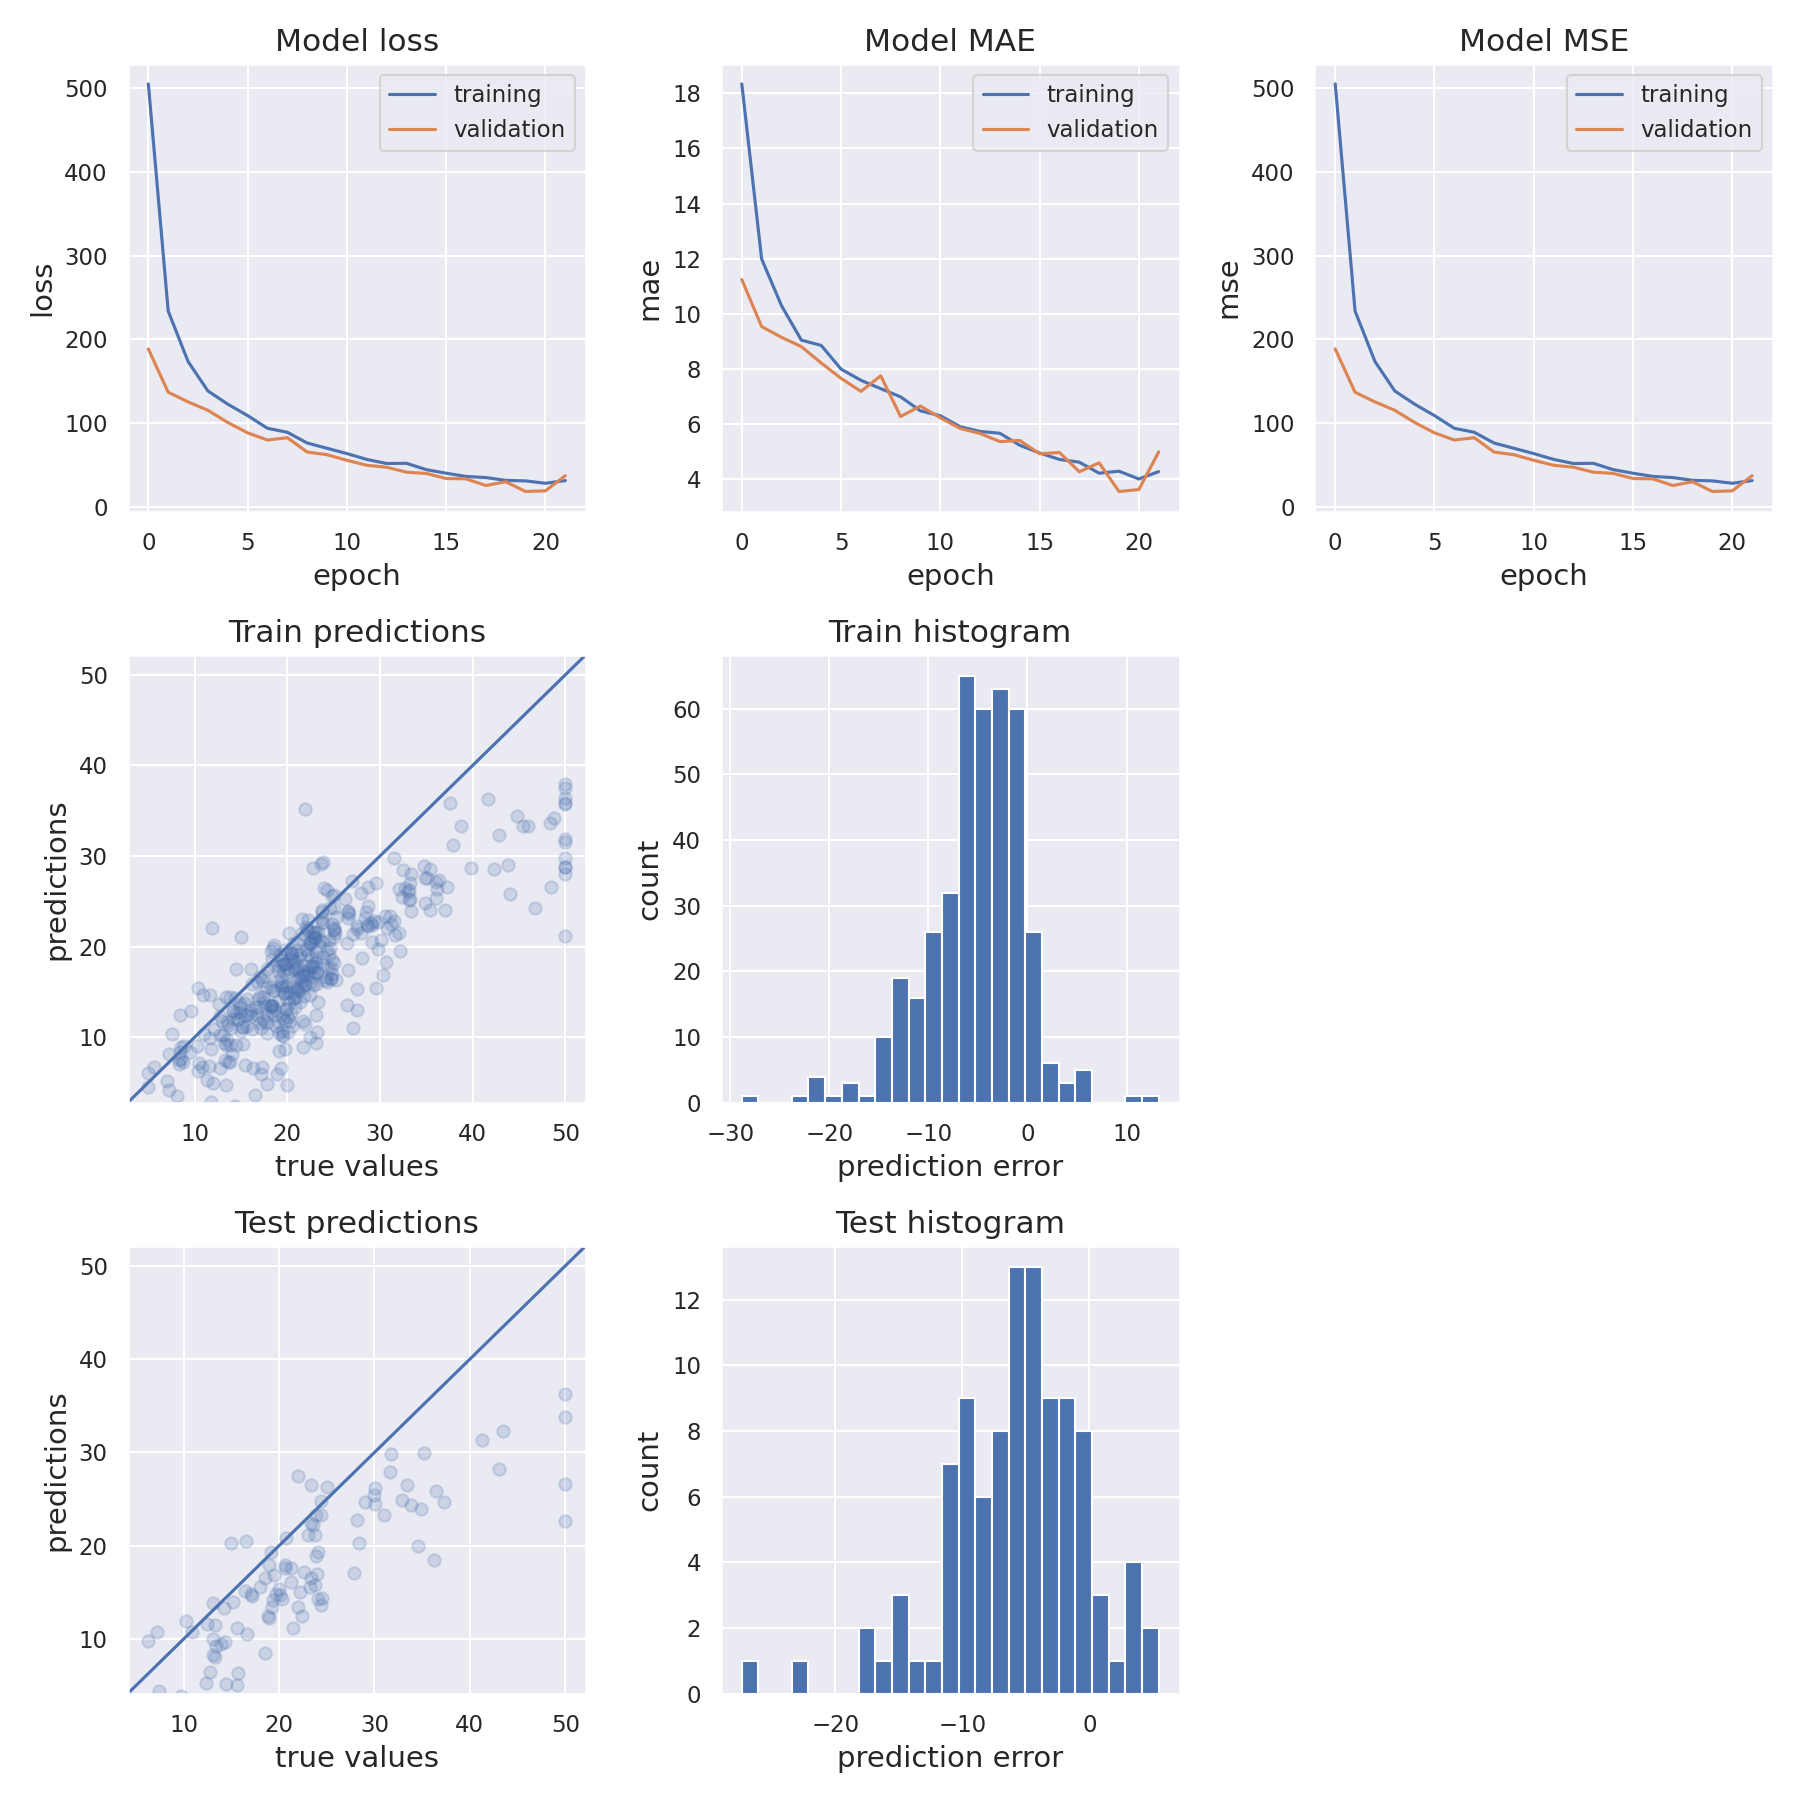 Model loss
Model MAE
Model MSE
500
400
300
200
100
0
loss
training
validation
0 5 10 15 20
epoch
18
16
14
12
10
8
6
4
mae
training
validation
0 5 10 15 20
epoch
500
400
300
200
100
0
mse
training
validation
0 5 10 15 20
epoch
Train predictions
50
40
30
20
10
predictions
10 20 30 40 50
true values
Train histogram
60
50
40
30
20
10
0
count
−30 −20 −10 0 10
prediction error
Test predictions
50
40
30
20
10
predictions
10 20 30 40 50
true values
Test histogram
12
10
8
6
4
2
0
count
−20 −10 0
prediction error